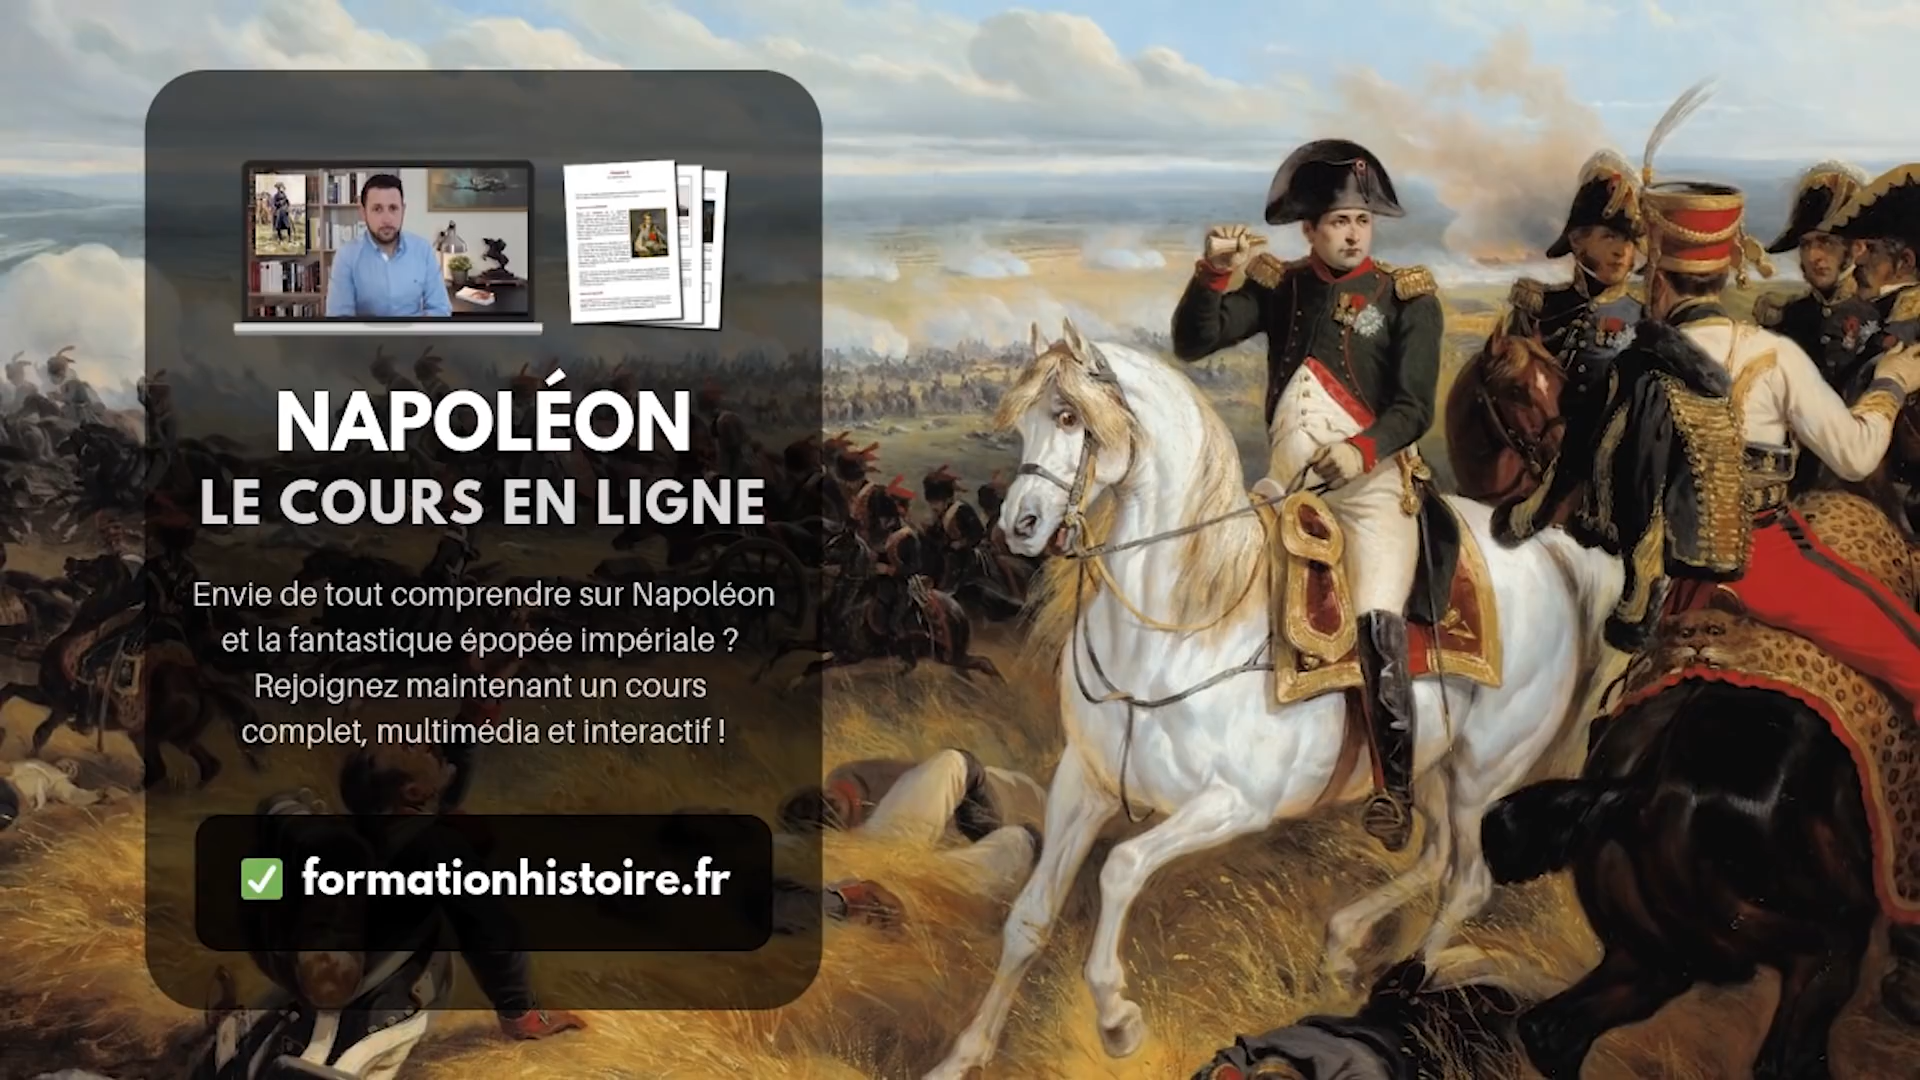 NAPOLÉON
LE COURS EN LIGNE
Envie de tout comprendre sur Napoléon
et la fantastique épopée impériale ?
Rejoignez maintenant un cours
complet, multimédia et interactif !
formationhistoire.fr